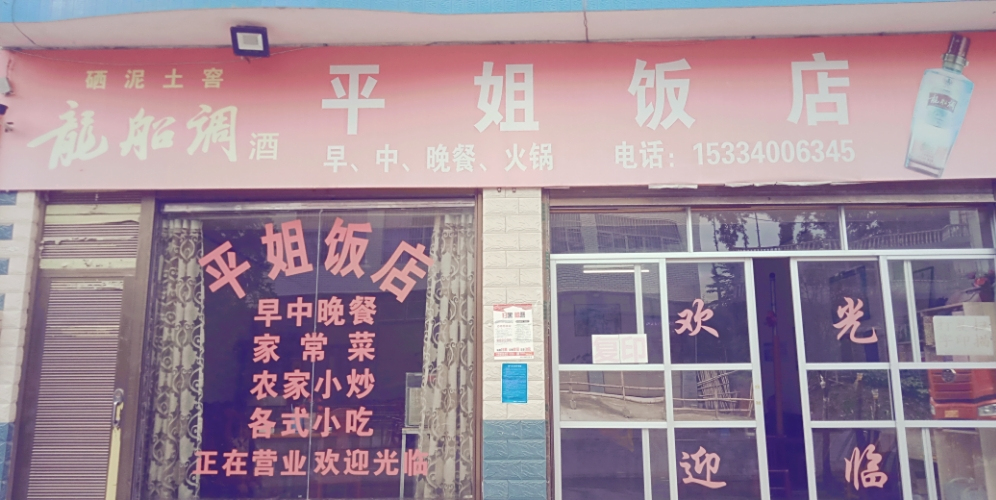 硒泥土窖
龍船调酒
平姐饭店
早、中、晚餐、火锅 电话：15334006345
平姐饭店
早中晚餐
家常菜
农家小炒
各式小吃
正在营业 欢迎光临
欢 光
迎 临